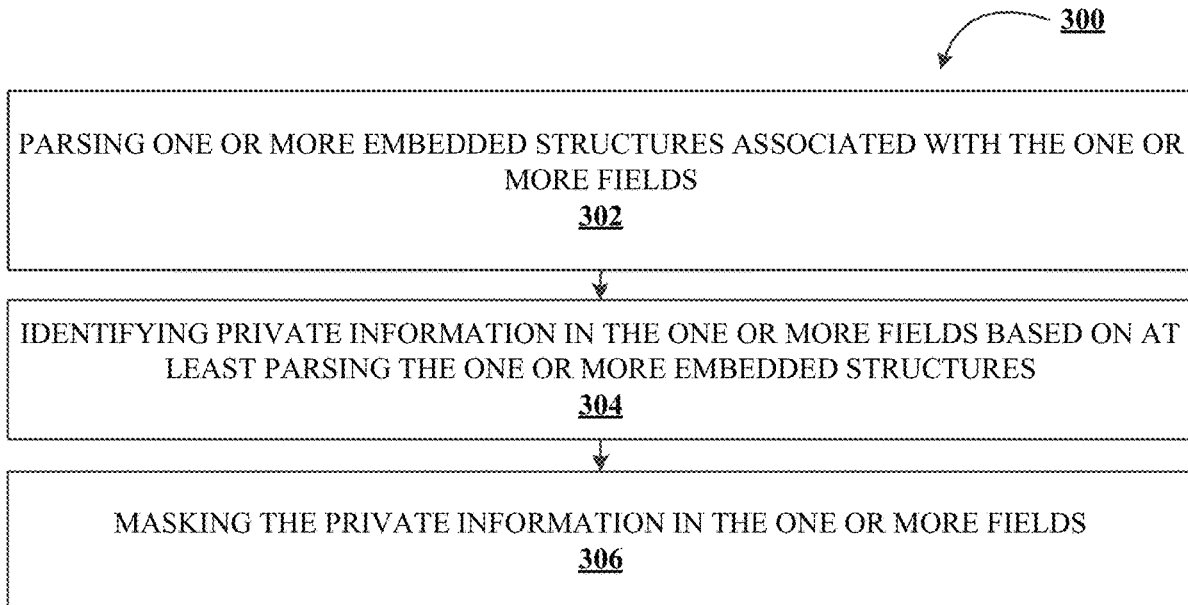 300
PARSING ONE OR MORE EMBEDDED STRUCTURES ASSOCIATED WITH THE ONE OR
MORE FIELDS
302
IDENTIFYING PRIVATE INFORMATION IN THE ONE OR MORE FIELDS BASED ON AT
LEAST PARSING THE ONE OR MORE EMBEDDED STRUCTURES
304
MASKING THE PRIVATE INFORMATION IN THE ONE OR MORE FIELDS
306